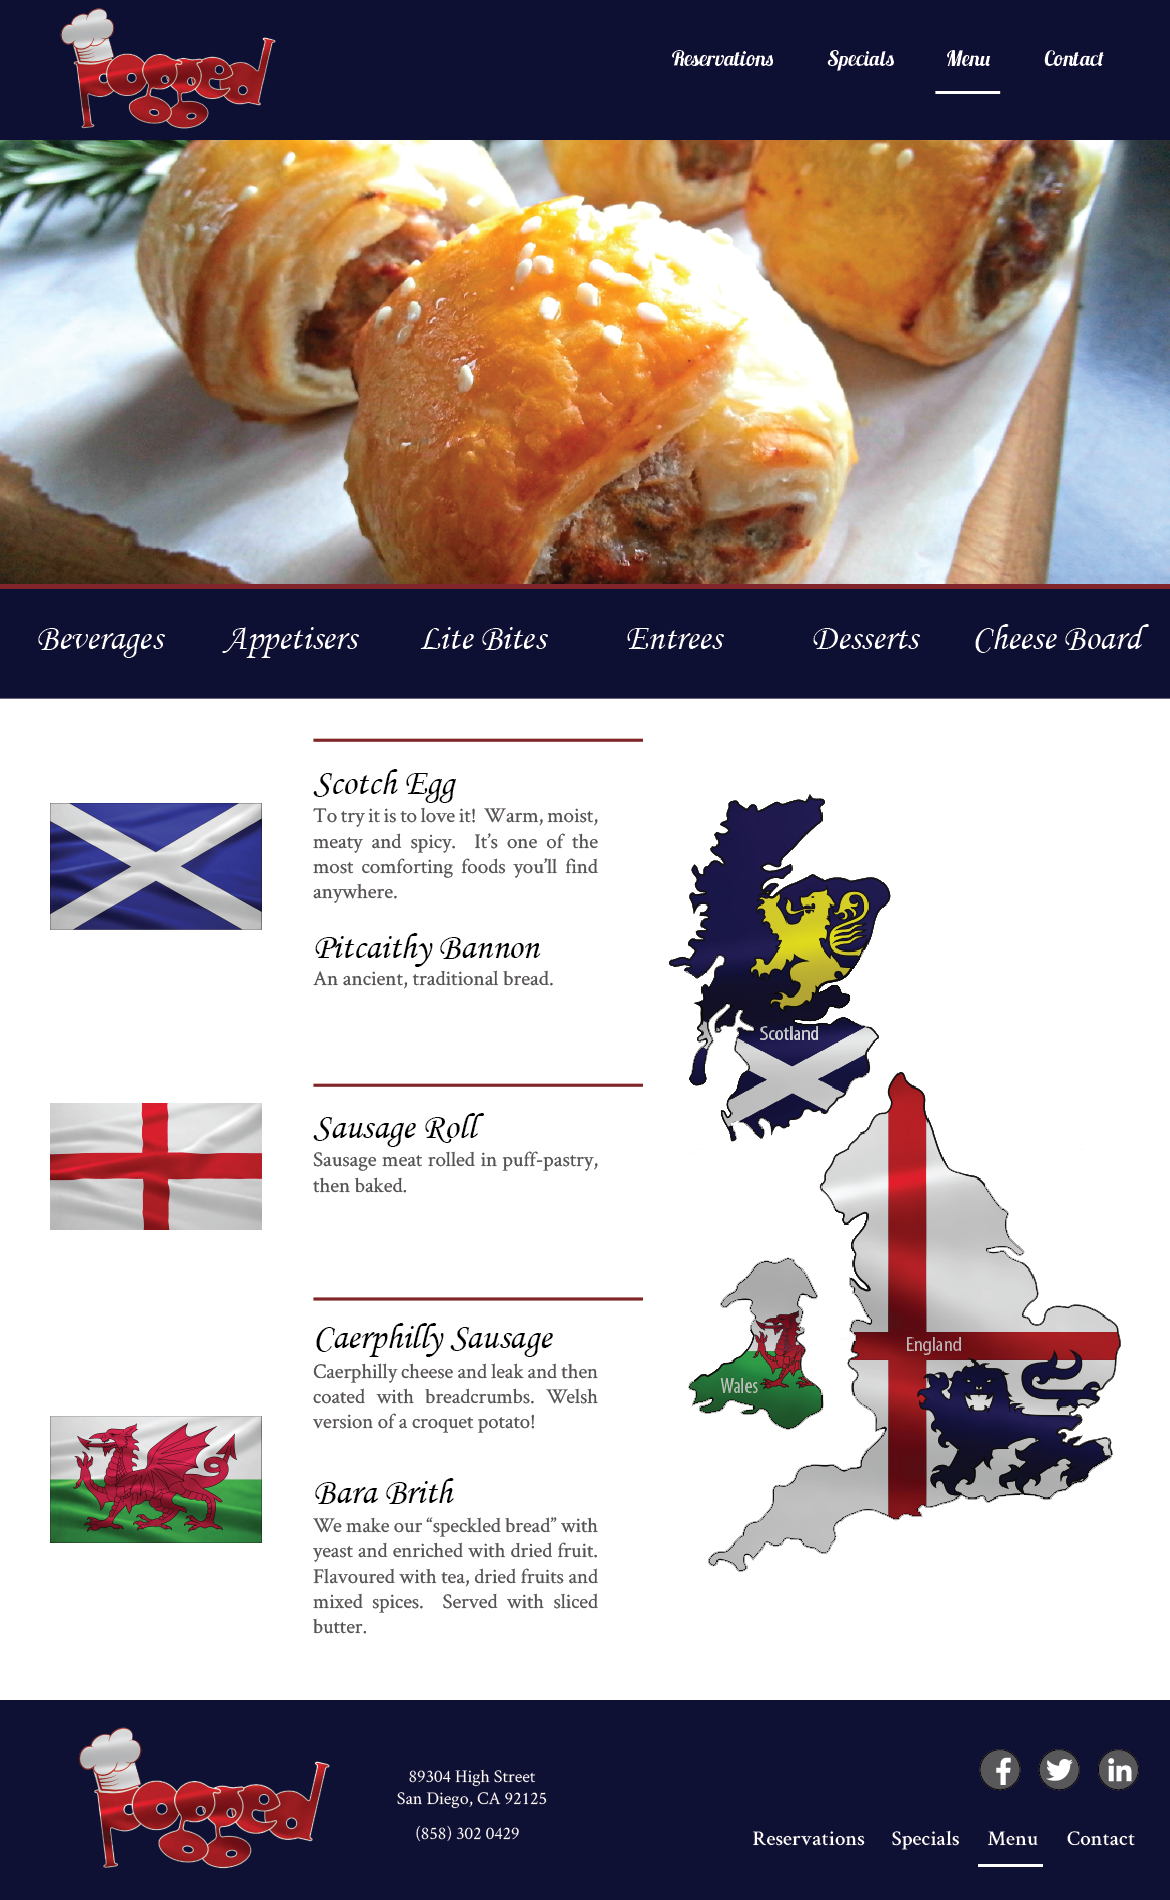 Pogged
Reservations Specials Menu Contact
Beverages Appetisers Lite Bites Entrees Desserts Cheese Board
Scotch Egg
To try it is to love it! Warm, moist,
meaty and spicy. It's one of the
most comforting foods you'll find
anywhere.
Pitcaithy Bannon
An ancient, traditional bread.
Sausage Roll
Sausage meat rolled in puff-pastry,
then baked.
Caerphilly Sausage
Caerphilly cheese and leak and then
coated with breadcrumbs. Welsh
version of a croquet potato!
Bara Brith
We make our “speckled bread” with
yeast and enriched with dried fruit.
Flavoured with tea, dried fruits and
mixed spices. Served with sliced
butter.
Scotland
England
Wales
Pogged
89304 High Street
San Diego, CA 92125
(858) 302 0429
f in
Reservations Specials Menu Contact